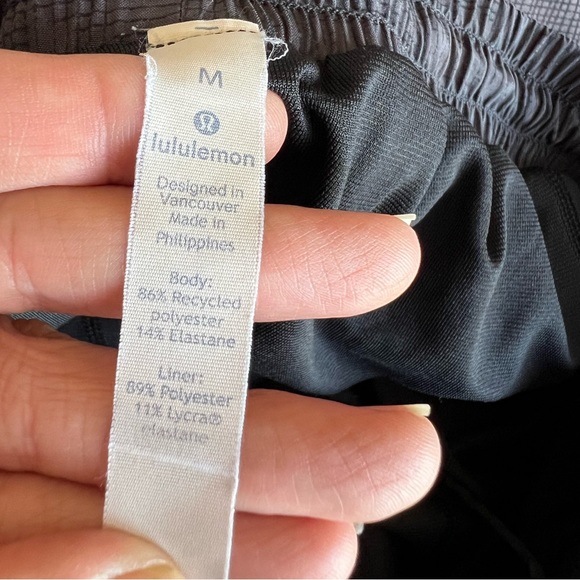 M
lululemon
Designed in
Vancouver
Made in
Philippines
Body:
86% Recycled
polyester
14% Elastane
Liner:
89% Polyester
11% Lycra®
elastane